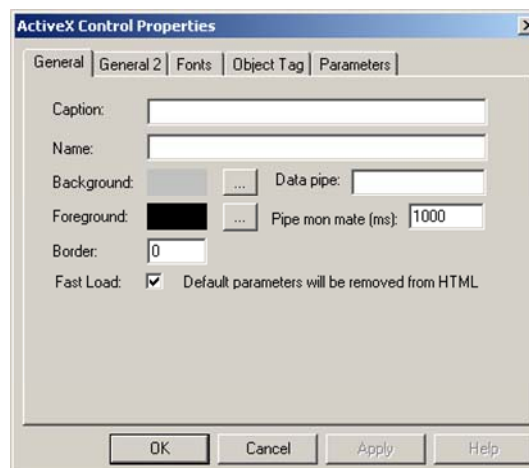 ActiveX Control Properties
General General 2 Fonts Object Tag Parameters
Caption:
Name:
Background: ... Data pipe:
Foreground: ... Pipe mon mate (ms): 1000
Border: 0
Fast Load: Default parameters will be removed from HTML
OK Cancel Apply Help